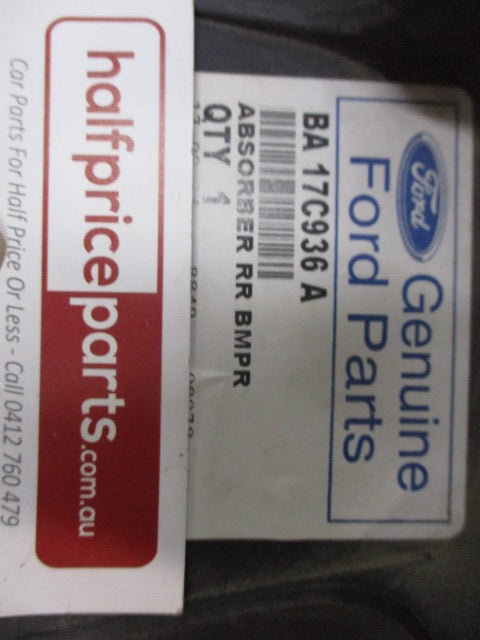 Ford Genuine
Ford Parts
BA 17C936 A
ABSORBER RR BMPR
QTY 1
halfpriceparts.com.au
Car Parts For Half Price Or Less - Call 0412 760 479